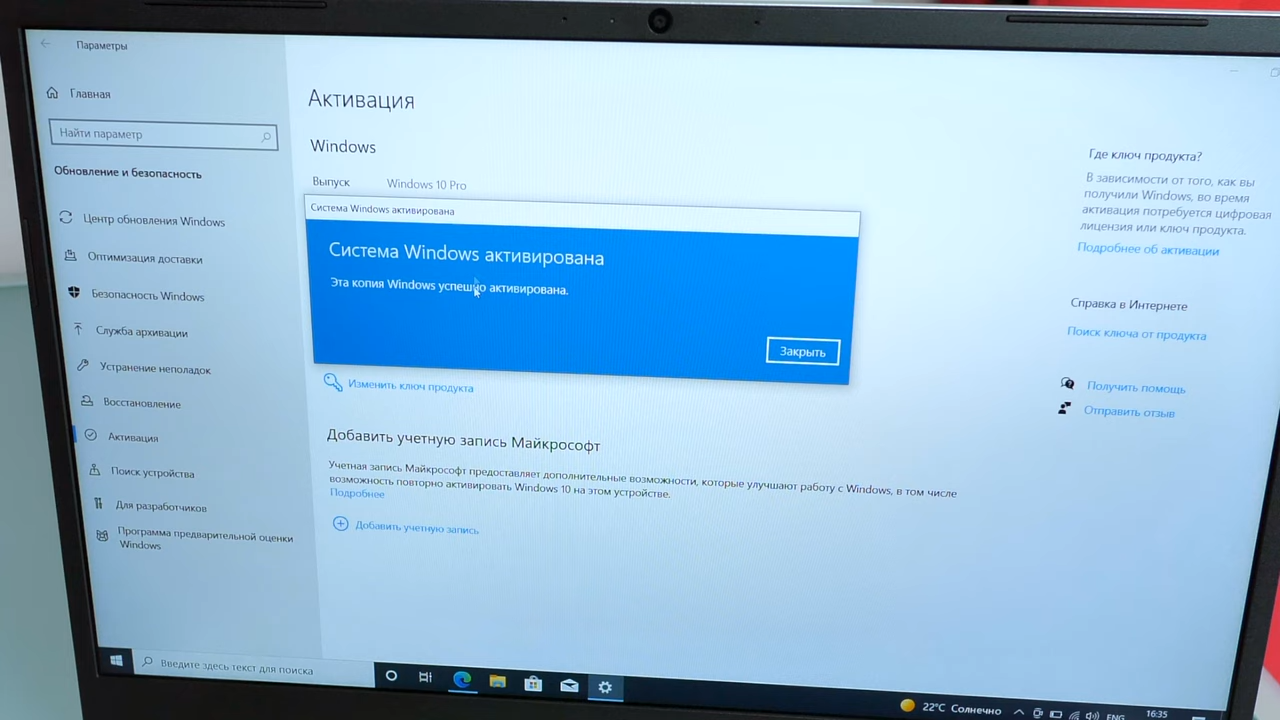 Параметры
Главная
Найти параметр
Обновление и безопасность
Центр обновления Windows
Оптимизация доставки
Безопасность Windows
Служба архивации
Устранение неполадок
Восстановление
Активация
Поиск устройства
Для разработчиков
Программа предварительной оценки
Windows
Активация
Windows
Выпуск Windows 10 Pro
Система Windows активирована
Система Windows активирована
Эта копия Windows успешно активирована.
Закрыть
Изменить ключ продукта
Добавить учетную запись Майкрософт
Учетная запись Майкрософт предоставляет дополнительные возможности, которые улучшают работу с Windows, в том числе
возможность повторно активировать Windows 10 на этом устройстве.
Подробнее
Добавить учетную запись
Где ключ продукта?
В зависимости от того, как вы
получили Windows, во время
активация потребуется цифровая
лицензия или ключ продукта.
Подробнее об активации
Справка в Интернете
Поиск ключа от продукта
Получить помощь
Отправить отзыв
Введите здесь текст для поиска
22°C Солнечно
ENG
16:35